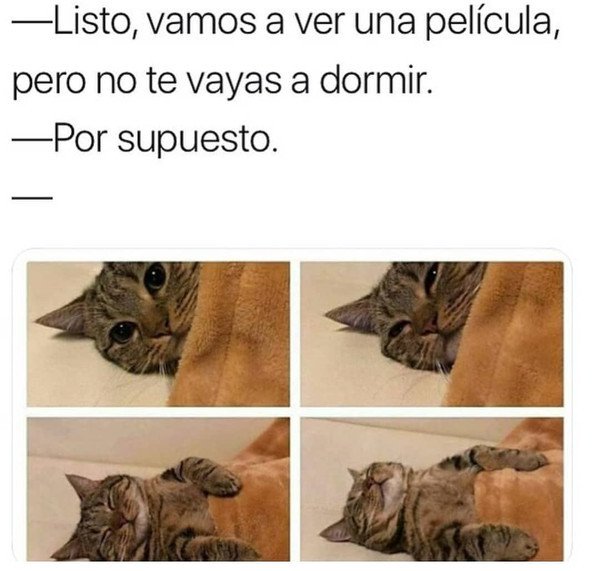 —Listo, vamos a ver una película,
pero no te vayas a dormir.
—Por supuesto.
—